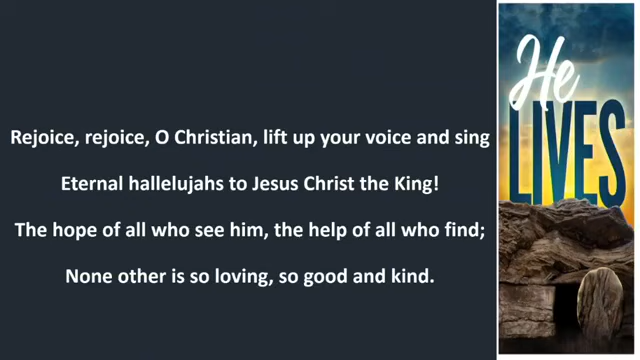 Rejoice, rejoice, O Christian, lift up your voice and sing
Eternal hallelujahs to Jesus Christ the King!
The hope of all who see him, the help of all who find;
None other is so loving, so good and kind.
He
LIVES